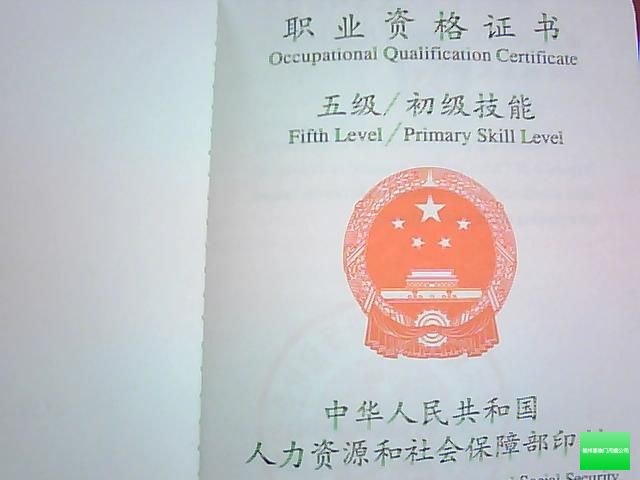 职业资格证书
Occupational Qualification Certificate
五级/初级技能
Fifth Level/Primary Skill Level
中华人民共和国
人力资源和社会保障部印
Social Security